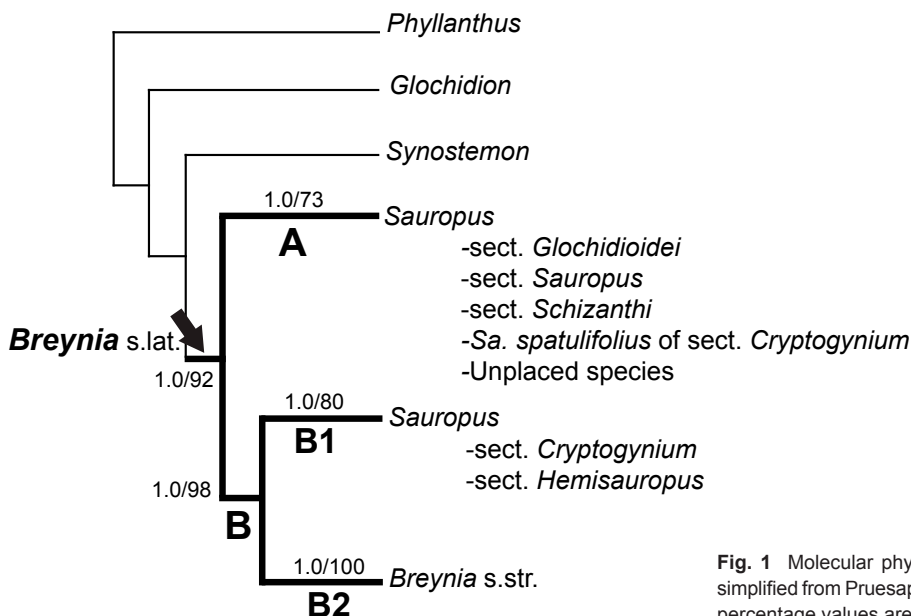 Phyllanthus
Glochidion
Synostemon
1.0/73
Sauropus
A
-sect. Glochidioidei
-sect. Sauropus
-sect. Schizanthi
-Sa. spatulifolius of sect. Cryptogynium
-Unplaced species
Breynia s.lat.
1.0/92
1.0/80
Sauropus
B1
-sect. Cryptogynium
-sect. Hemisauropus
1.0/98
B
1.0/100
Breynia s.str.
B2
Fig. 1 Molecular phy
simplified from Pruesap
percentage values are